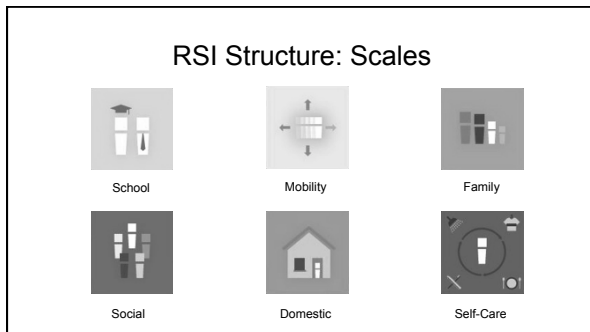 RSI Structure: Scales
School
Mobility
Family
Social
Domestic
Self-Care